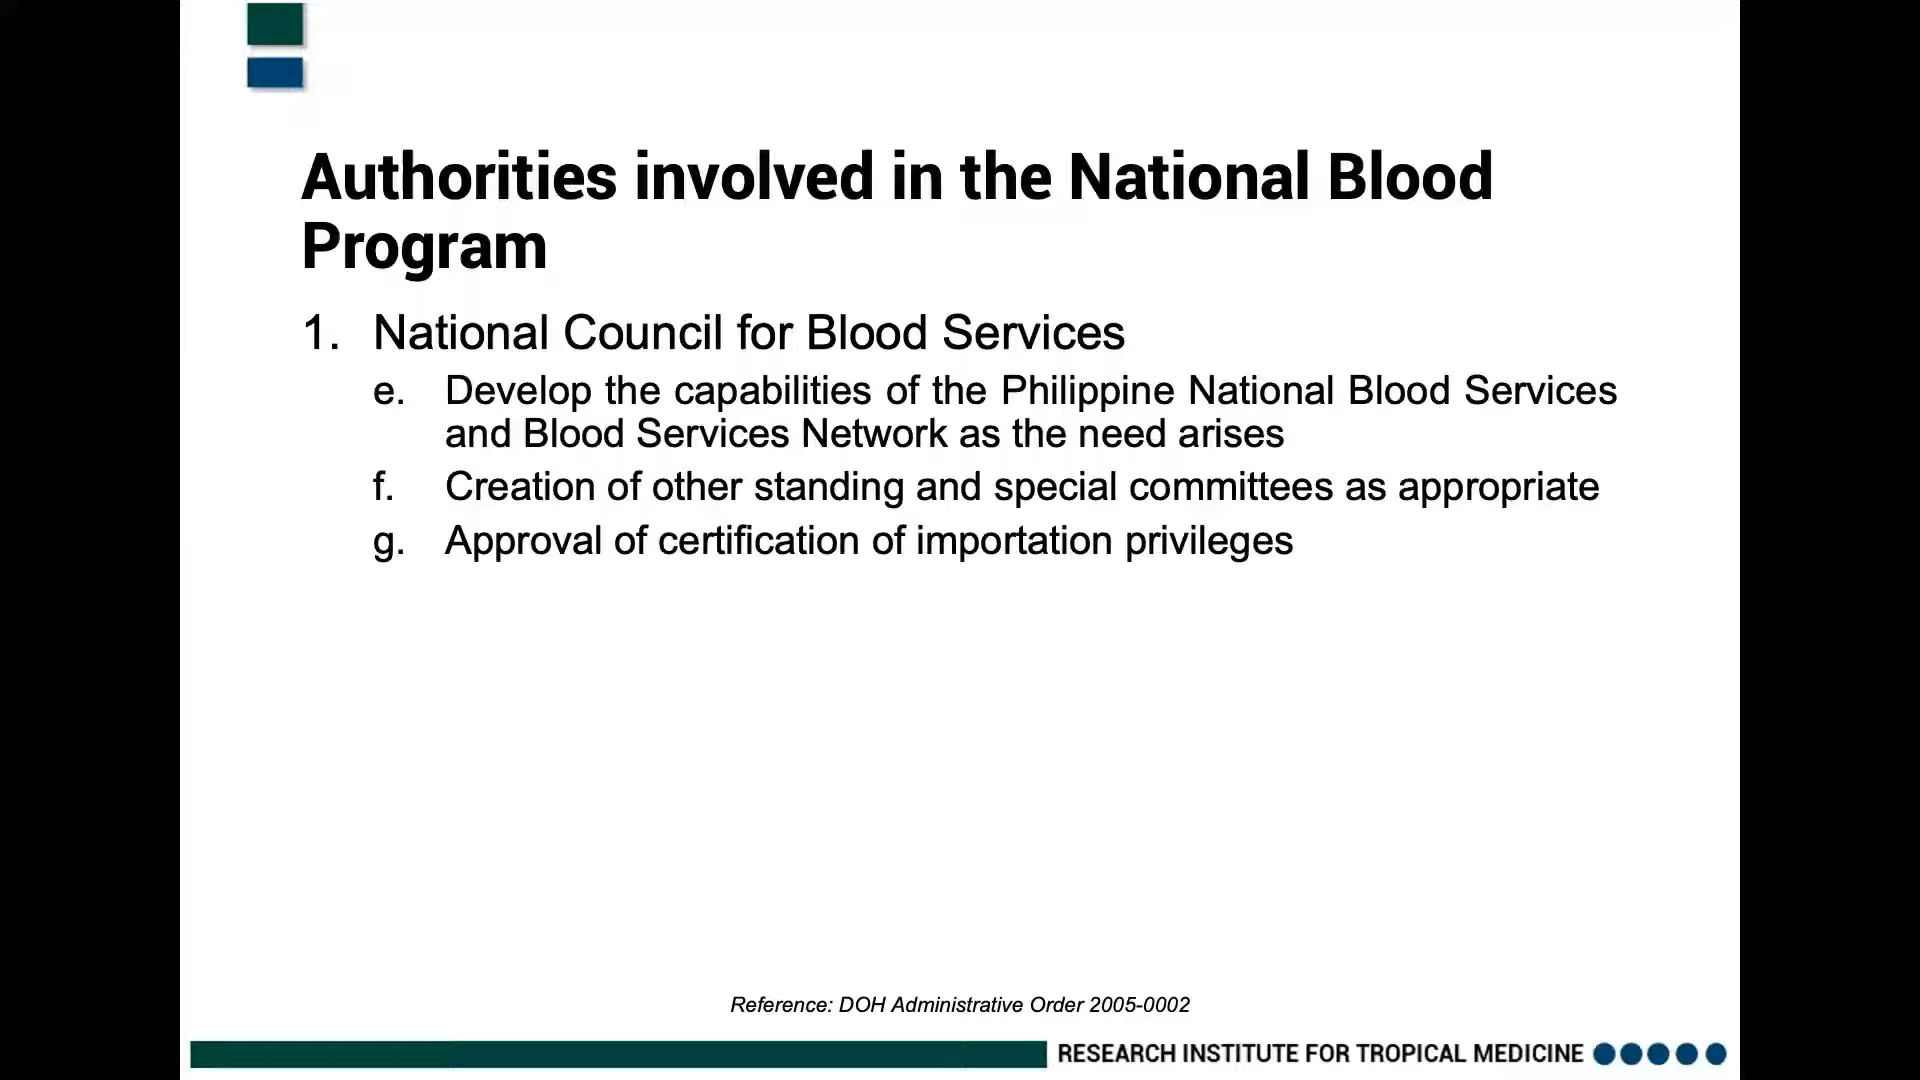 Authorities involved in the National Blood
Program
1. National Council for Blood Services
e. Develop the capabilities of the Philippine National Blood Services
and Blood Services Network as the need arises
f. Creation of other standing and special committees as appropriate
g. Approval of certification of importation privileges
Reference: DOH Administrative Order 2005-0002
RESEARCH INSTITUTE FOR TROPICAL MEDICINE